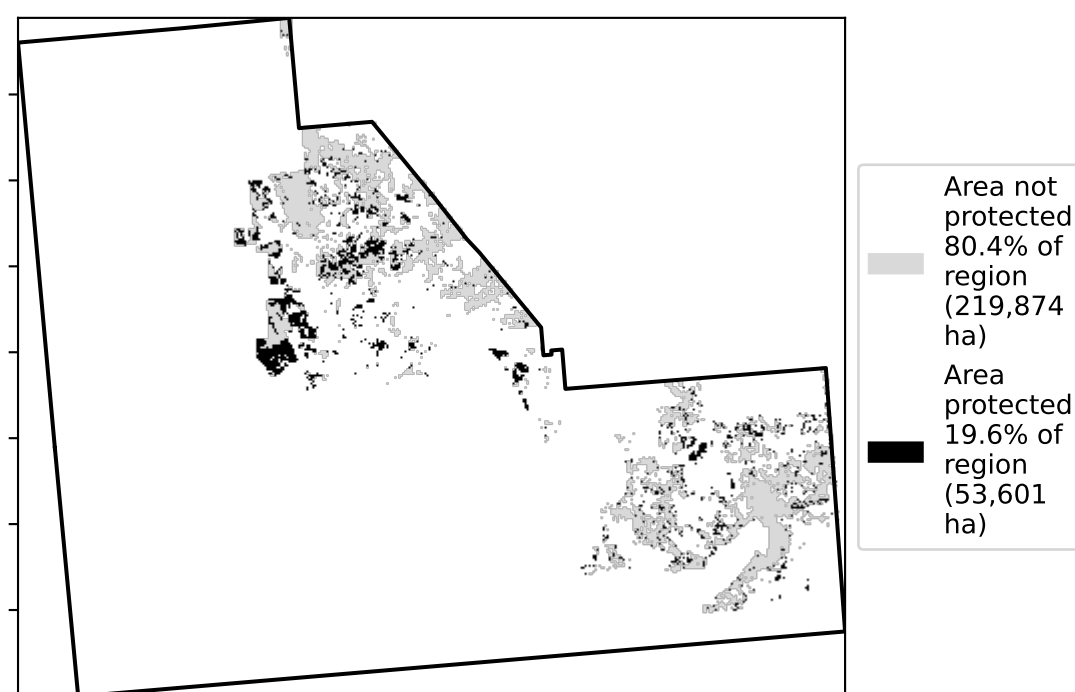 Area not
protected
80.4% of
region
(219,874
ha)
Area
protected
19.6% of
region
(53,601
ha)